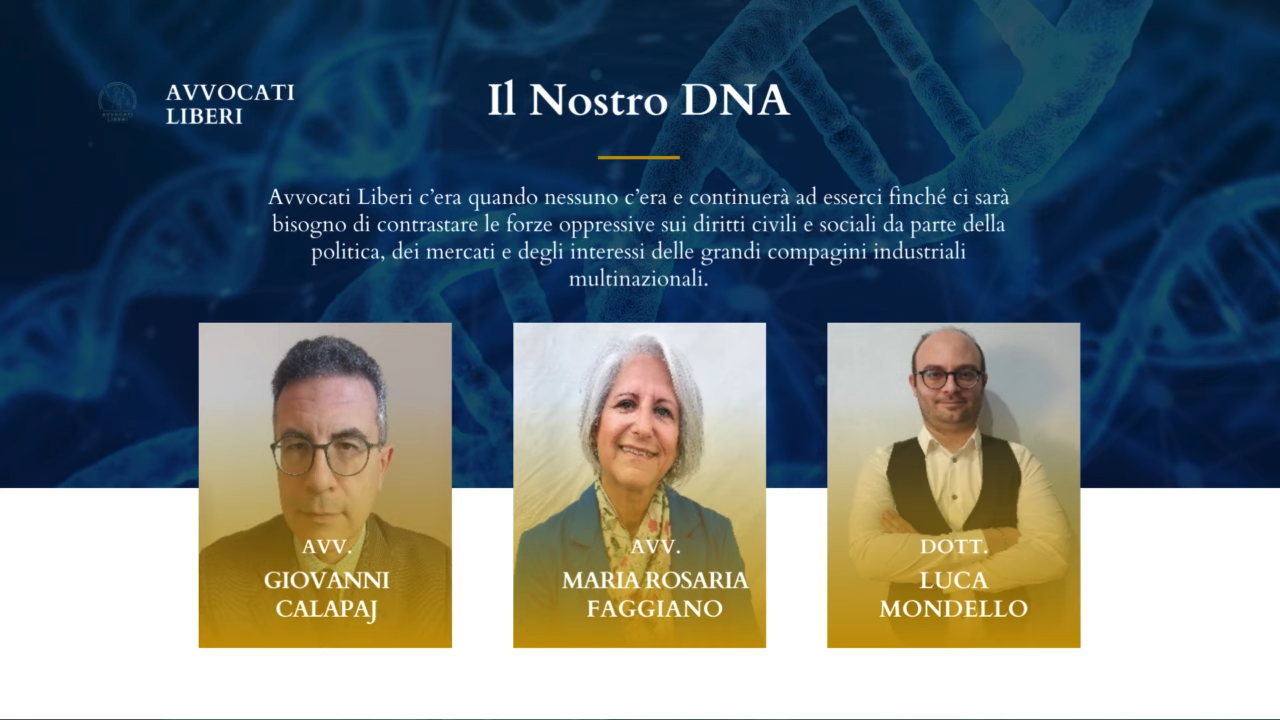 AVVOCATI
LIBERI
AVVOCATI
LIBERI
Il Nostro DNA
Avvocati Liberi c’era quando nessuno c’era e continuerà ad esserci finché ci sarà
bisogno di contrastare le forze oppressive sui diritti civili e sociali da parte della
politica, dei mercati e degli interessi delle grandi compagini industriali
multinazionali.
AVV.
GIOVANNI
CALAPAJ
AVV.
MARIA ROSARIA
FAGGIANO
DOTT.
LUCA
MONDELLO